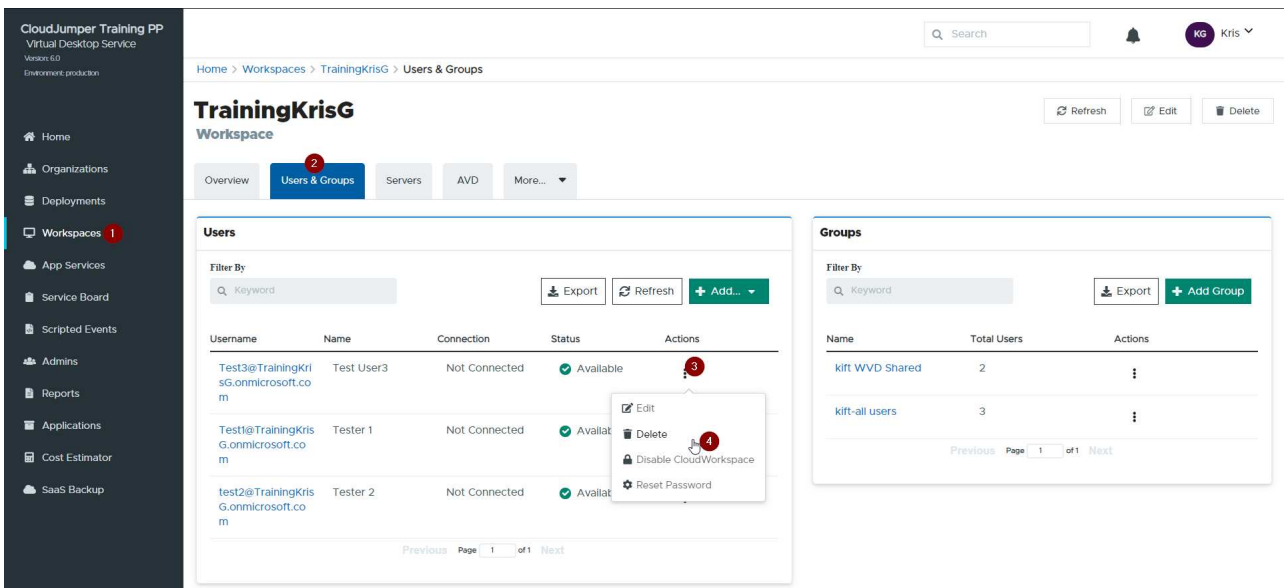 CloudJumper Training PP
Virtual Desktop Service
Version: 6.0
Environment: production
Home
Organizations
Deployments
Workspaces 1
App Services
Service Board
Scripted Events
Admins
Reports
Applications
Cost Estimator
SaaS Backup
Search
KG Kris
Home > Workspaces > TrainingKrisG > Users & Groups
TrainingKrisG
Workspace
Refresh Edit Delete
2
Overview Users & Groups Servers AVD More...
Users
Filter By
Keyword
Export Refresh + Add...
Username Name Connection Status Actions
Test3@TrainingKri Test User3 Not Connected Available 3
sG.onmicrosoft.co
m
Test1@TrainingKris Tester 1 Not Connected Availab
G.onmicrosoft.co
m
test2@TrainingKris Tester 2 Not Connected Availab
G.onmicrosoft.co
m
Edit
Delete 4
Disable CloudWorkspace
Reset Password
Previous Page 1 of 1 Next
Groups
Filter By
Keyword
Export + Add Group
Name Total Users Actions
kift WVD Shared 2
kift-all users 3
Previous Page 1 of 1 Next